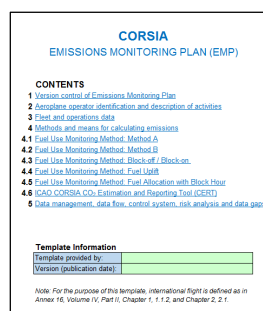 CORSIA
EMISSIONS MONITORING PLAN (EMP)
CONTENTS
1 Version control of Emissions Monitoring Plan
2 Aeroplane operator identification and description of activities
3 Fleet and operations data
4 Methods and means for calculating emissions
4.1 Fuel Use Monitoring Method: Method A
4.2 Fuel Use Monitoring Method: Method B
4.3 Fuel Use Monitoring Method: Block-off / Block-on
4.4 Fuel Use Monitoring Method: Fuel Uplift
4.5 Fuel Use Monitoring Method: Fuel Allocation with Block Hour
4.6 ICAO CORSIA CO₂ Estimation and Reporting Tool (CERT)
5 Data management, data flow, control system, risk analysis and data gaps
Template Information
Template provided by:
Version (publication date):
Note: For the purpose of this template, international flight is defined as in
Annex 16, Volume IV, Part II, Chapter 1, 1.1.2, and Chapter 2, 2.1.